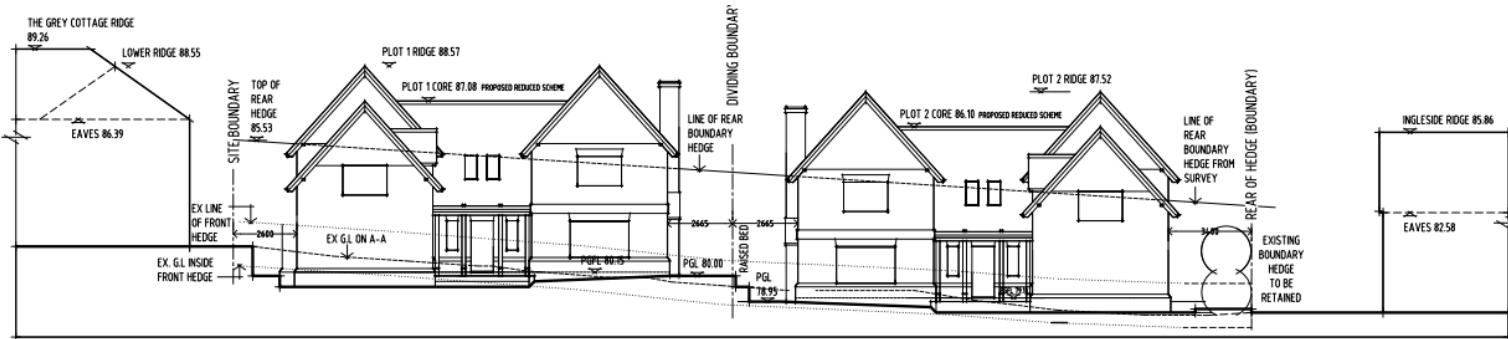 THE GREY COTTAGE RIDGE
89.26
LOWER RIDGE 88.55
EAVES 86.39
SITE BOUNDARY
TOP OF
REAR
HEDGE
85.53
PLOT 1 RIDGE 88.57
PLOT 1 CORE 87.08 PROPOSED REDUCED SCHEME
EX LINE
OF FRONT
HEDGE
2600
EX G.L ON A-A
EX. G.L INSIDE
FRONT HEDGE
LINE OF REAR
BOUNDARY
HEDGE
DIVIDING BOUNDARY
2665
2665
RAISED BED
PGFL 80.15
PGL 80.00
PGL
78.95
PLOT 2 RIDGE 87.52
PLOT 2 CORE 86.10 PROPOSED REDUCED SCHEME
LINE OF
REAR
BOUNDARY
HEDGE FROM
SURVEY
REAR OF HEDGE (BOUNDARY)
EXISTING
BOUNDARY
HEDGE
TO BE
RETAINED
INGLESIDE RIDGE 85.86
EAVES 82.58